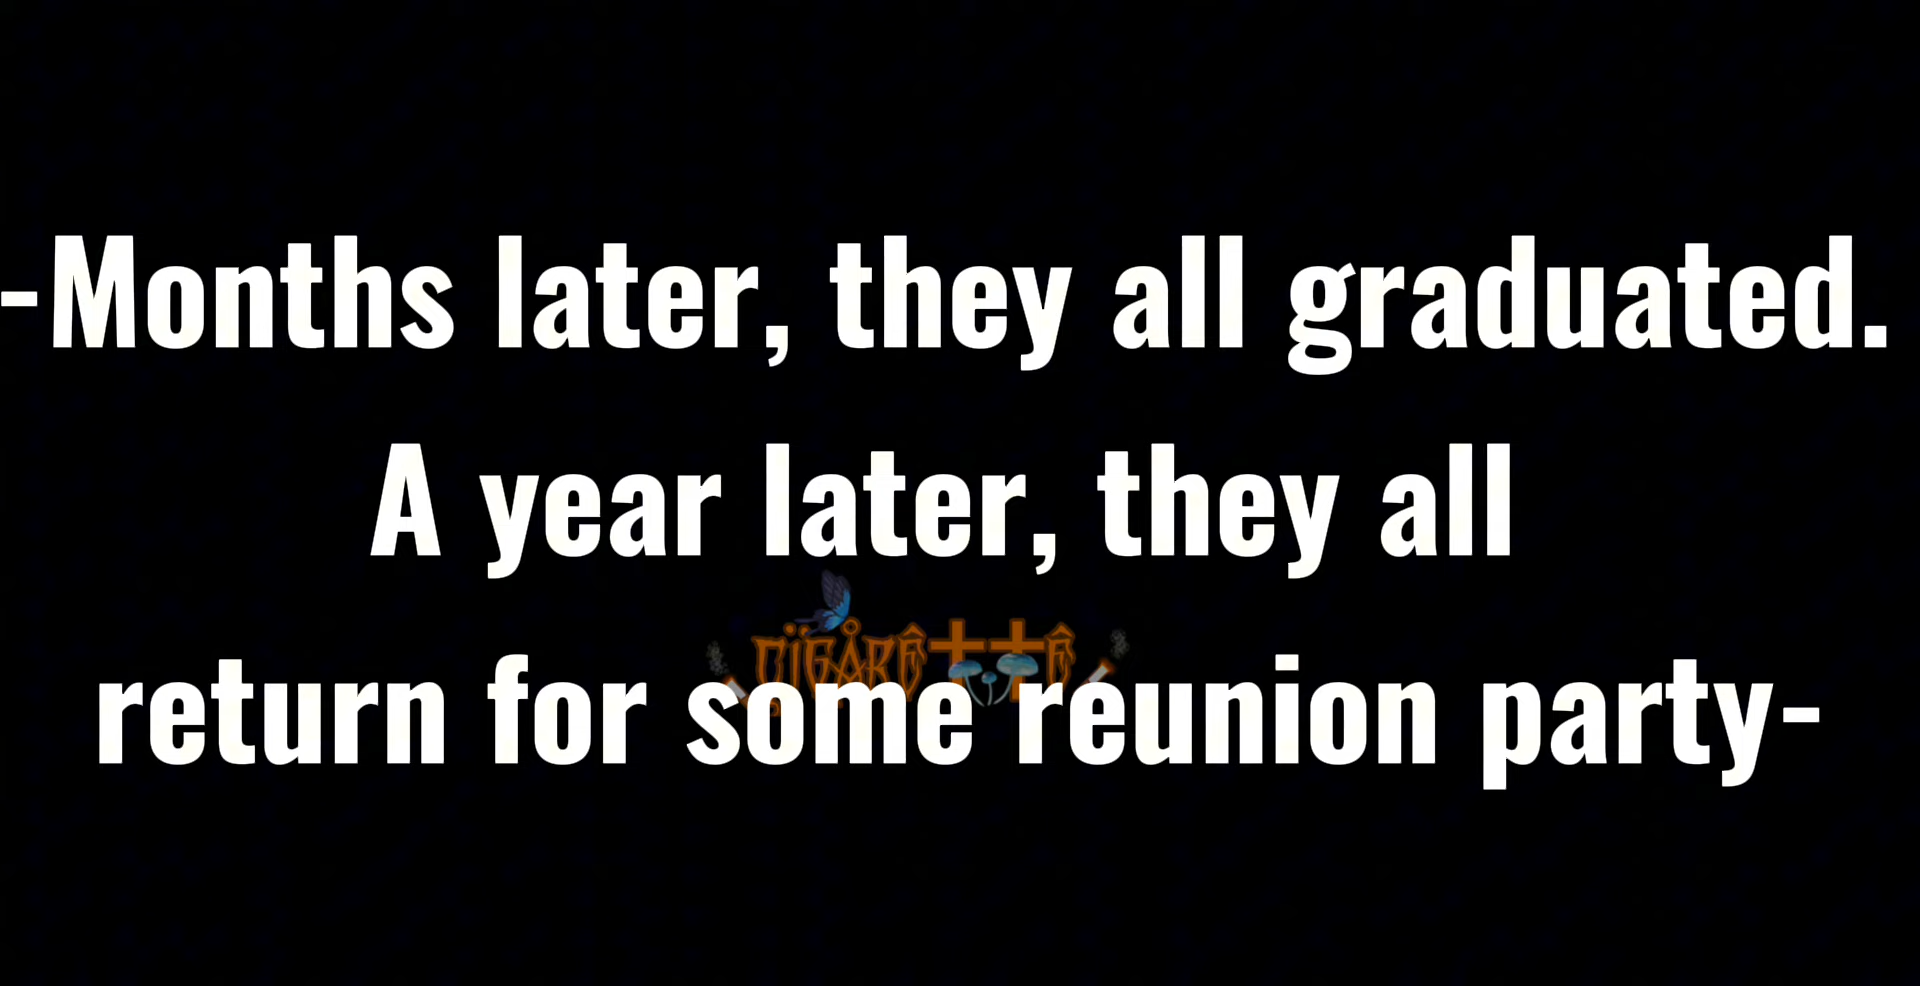 -Months later, they all graduated.
A year later, they all
return for some reunion party-